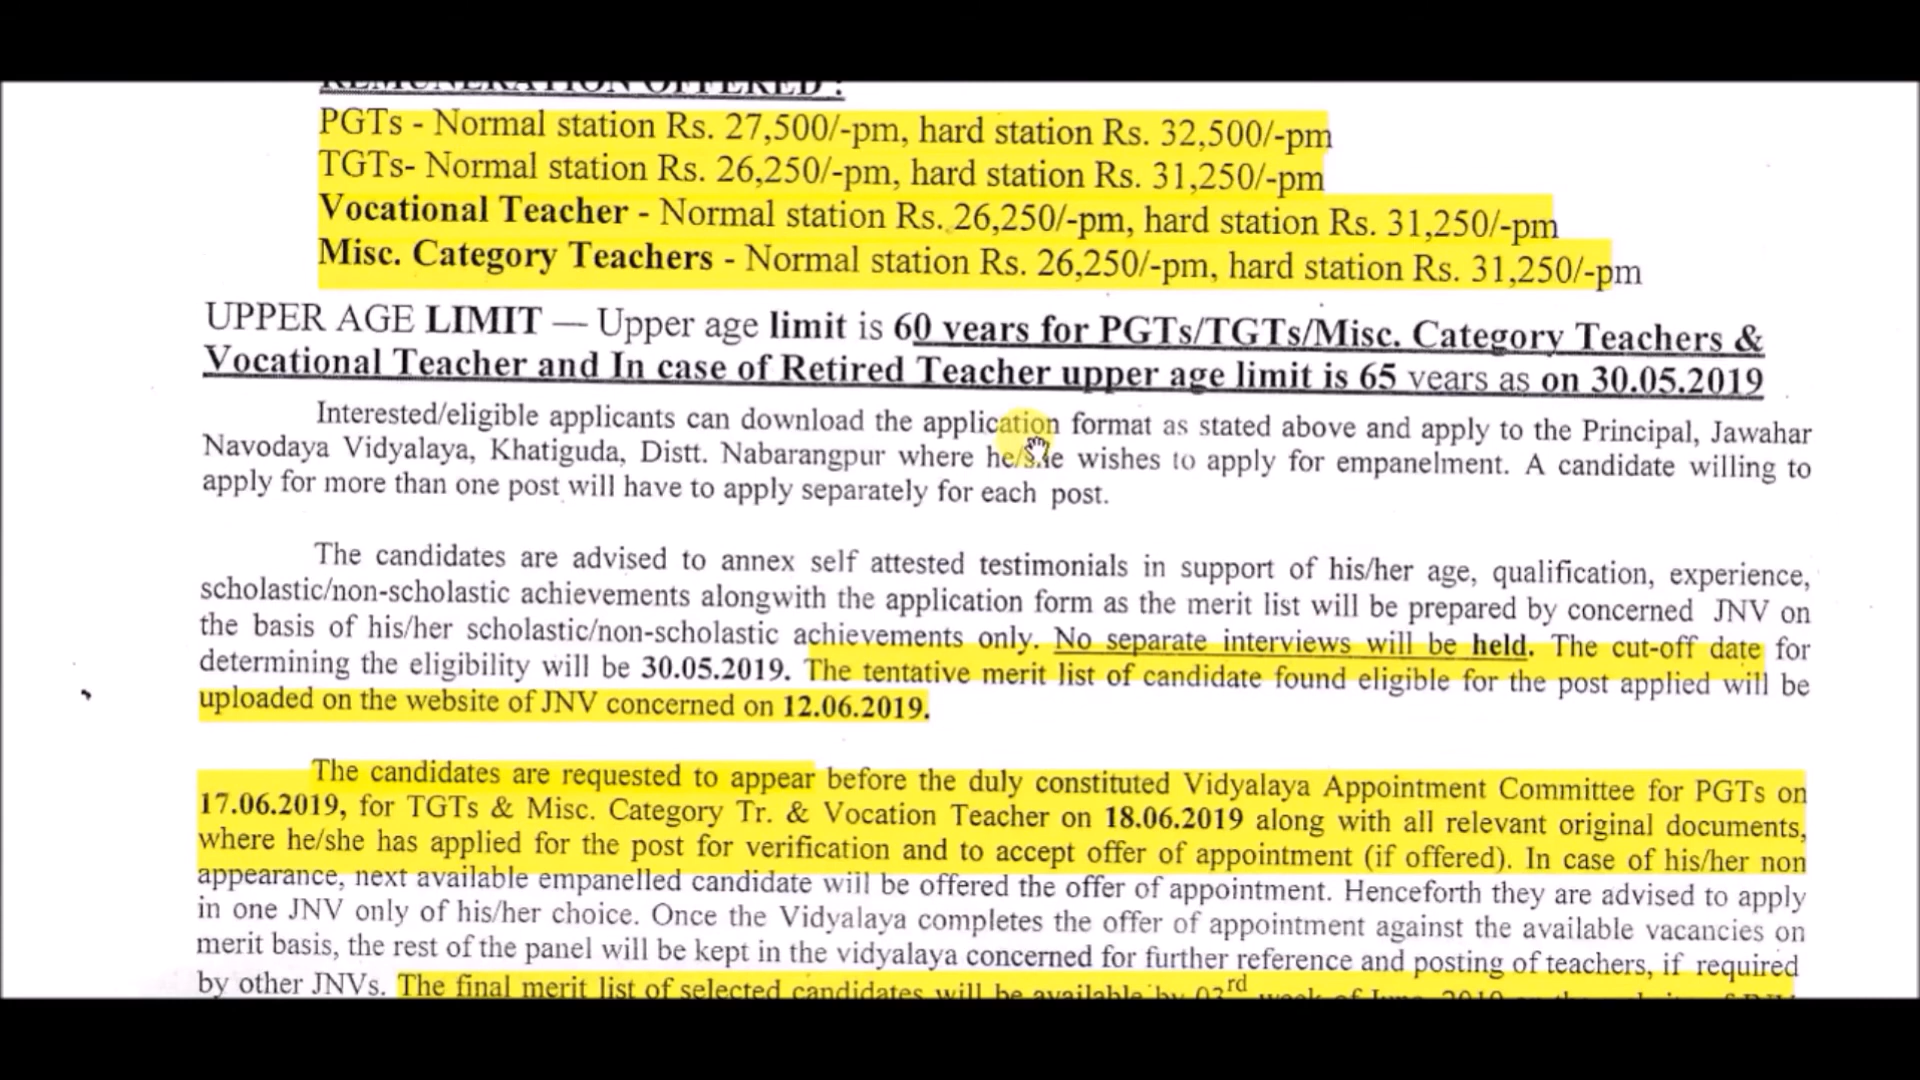 REMUNERATION OFFERED :
PGTs - Normal station Rs. 27,500/-pm, hard station Rs. 32,500/-pm
TGTs- Normal station Rs. 26,250/-pm, hard station Rs. 31,250/-pm
Vocational Teacher - Normal station Rs. 26,250/-pm, hard station Rs. 31,250/-pm
Misc. Category Teachers - Normal station Rs. 26,250/-pm, hard station Rs. 31,250/-pm
UPPER AGE LIMIT — Upper age limit is 60 years for PGTs/TGTs/Misc. Category Teachers &
Vocational Teacher and In case of Retired Teacher upper age limit is 65 years as on 30.05.2019
Interested/eligible applicants can download the application format as stated above and apply to the Principal, Jawahar
Navodaya Vidyalaya, Khatiguda, Distt. Nabarangpur where he/she wishes to apply for empanelment. A candidate willing to
apply for more than one post will have to apply separately for each post.
The candidates are advised to annex self attested testimonials in support of his/her age, qualification, experience,
scholastic/non-scholastic achievements alongwith the application form as the merit list will be prepared by concerned JNV on
the basis of his/her scholastic/non-scholastic achievements only. No separate interviews will be held. The cut-off date for
determining the eligibility will be 30.05.2019. The tentative merit list of candidate found eligible for the post applied will be
uploaded on the website of JNV concerned on 12.06.2019.
The candidates are requested to appear before the duly constituted Vidyalaya Appointment Committee for PGTs on
17.06.2019, for TGTs & Misc. Category Tr. & Vocation Teacher on 18.06.2019 along with all relevant original documents,
where he/she has applied for the post for verification and to accept offer of appointment (if offered). In case of his/her non
appearance, next available empanelled candidate will be offered the offer of appointment. Henceforth they are advised to apply
in one JNV only of his/her choice. Once the Vidyalaya completes the offer of appointment against the available vacancies on
merit basis, the rest of the panel will be kept in the vidyalaya concerned for further reference and posting of teachers, if required
by other JNVs. The final merit list of selected candidates will be available by 03rd week of June, 2019